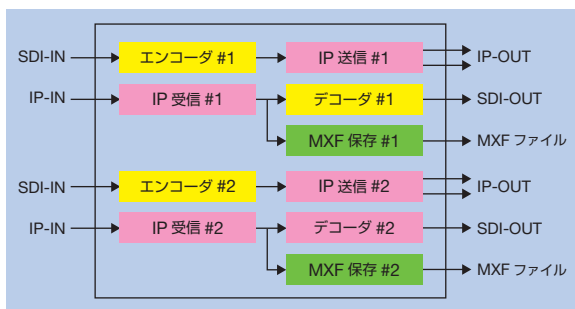 SDI-IN エンコーダ #1 IP 送信 #1 IP-OUT
IP-IN IP 受信 #1 デコーダ #1 SDI-OUT
MXF 保存 #1 MXF ファイル
SDI-IN エンコーダ #2 IP 送信 #2 IP-OUT
IP-IN IP 受信 #2 デコーダ #2 SDI-OUT
MXF 保存 #2 MXF ファイル